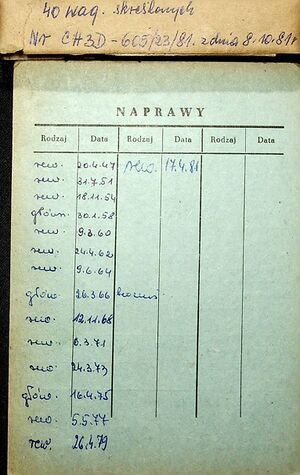 40 wag. skreślonych
Nr CH3D-605/23/81. z dnia 8.10.81r
NAPRAWY
Rodzaj Data Rodzaj Data Rodzaj Data
rew. 20.4.47 rew. 17.4.81
rew. 31.7.51
rew. 18.11.54
główn. 30.1.58
rew. 9.3.60
rew. 24.4.62
rew. 9.6.64
główn. 26.3.66
rew. 12.11.68
rew. 8.3.71
rew. 24.3.73
główn. 16.4.75
rew. 5.5.77
rew. 26.4.79